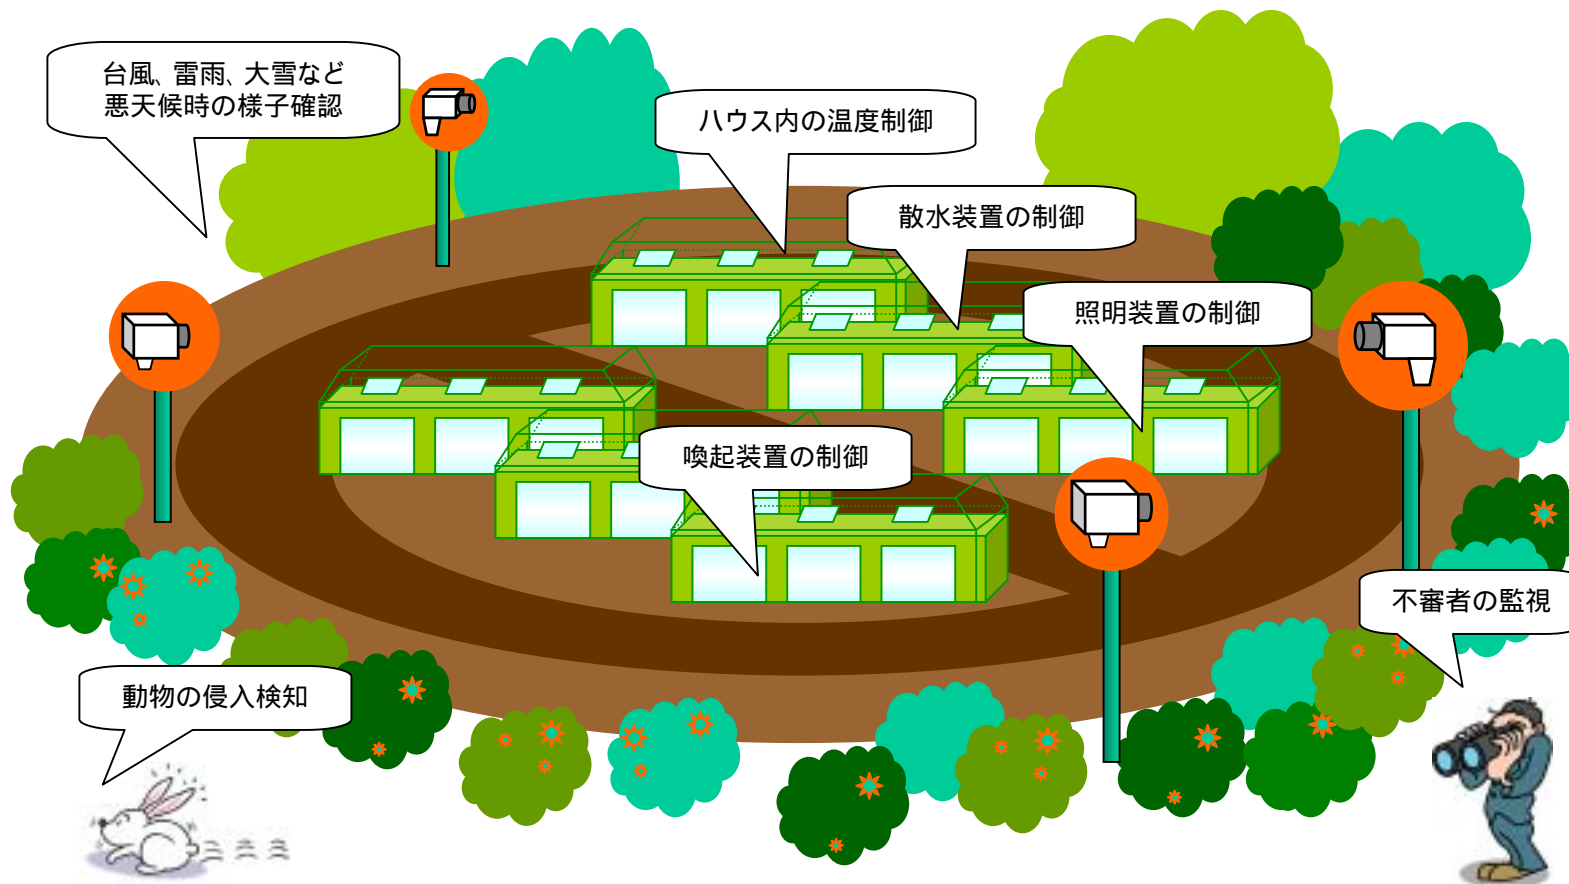 台風、雷雨、大雪など
悪天候時の様子確認
ハウス内の温度制御
散水装置の制御
照明装置の制御
喚起装置の制御
不審者の監視
動物の侵入検知